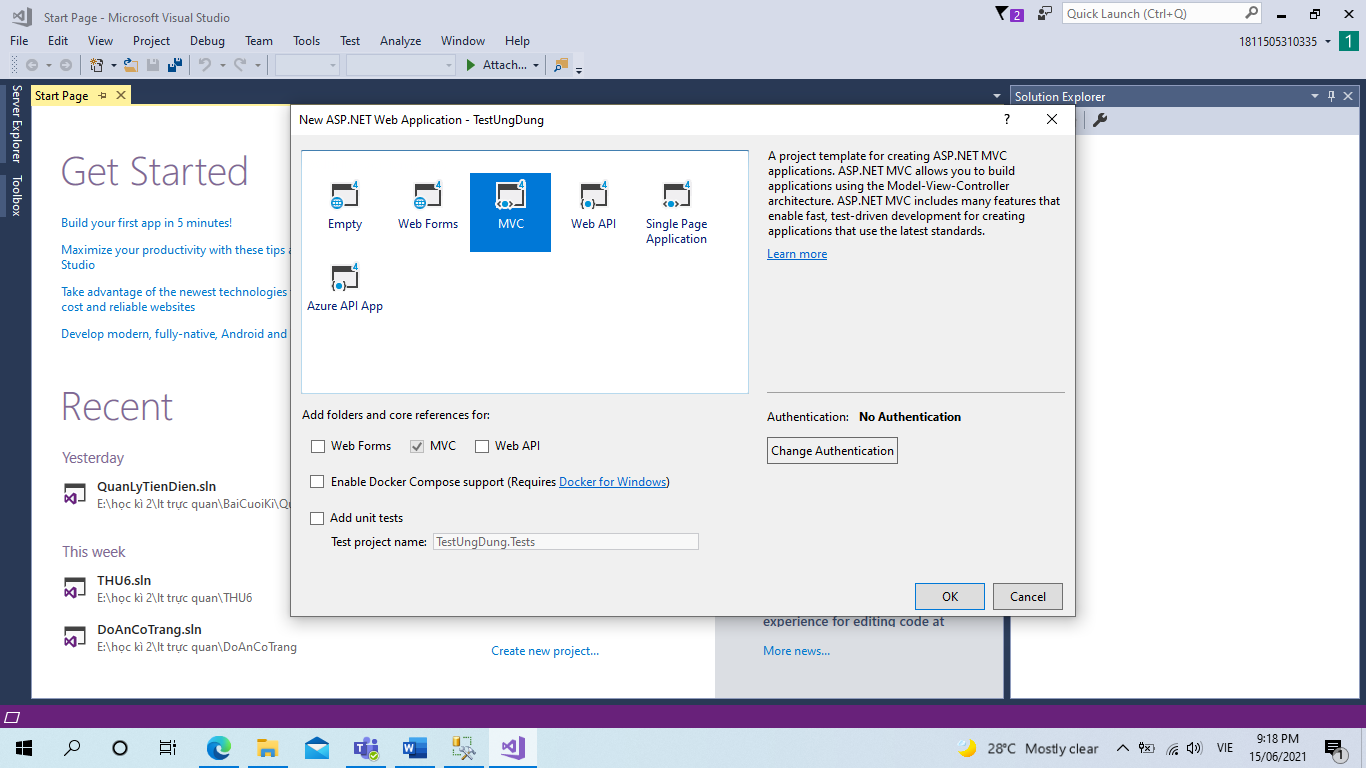 Start Page - Microsoft Visual Studio
2
Quick Launch (Ctrl+Q)
File Edit View Project Debug Team Tools Test Analyze Window Help
1811505310335
1
Attach...
Server Explorer
Toolbox
Start Page
Get Started
Build your first app in 5 minutes!
Maximize your productivity with these tips a
Studio
Take advantage of the newest technologies
cost and reliable websites
Develop modern, fully-native, Android and
Recent
Yesterday
QuanLyTienDien.sln
E:\học kì 2\lt trực quan\BaiCuoiKi\Qu
This week
THU6.sln
E:\học kì 2\lt trực quan\THU6
DoAnCoTrang.sln
E:\học kì 2\lt trực quan\DoAnCoTrang
Create new project...
experience for editing code at
More news...
New ASP.NET Web Application - TestUngDung
?
Empty
Web Forms
MVC
Web API
Single Page
Application
Azure API App
A project template for creating ASP.NET MVC
applications. ASP.NET MVC allows you to build
applications using the Model-View-Controller
architecture. ASP.NET MVC includes many features that
enable fast, test-driven development for creating
applications that use the latest standards.
Learn more
Add folders and core references for:
Web Forms MVC Web API
Enable Docker Compose support (Requires Docker for Windows)
Add unit tests
Test project name: TestUngDung.Tests
Authentication: No Authentication
Change Authentication
OK Cancel
Solution Explorer
28°C Mostly clear
VIE
9:18 PM
15/06/2021
1